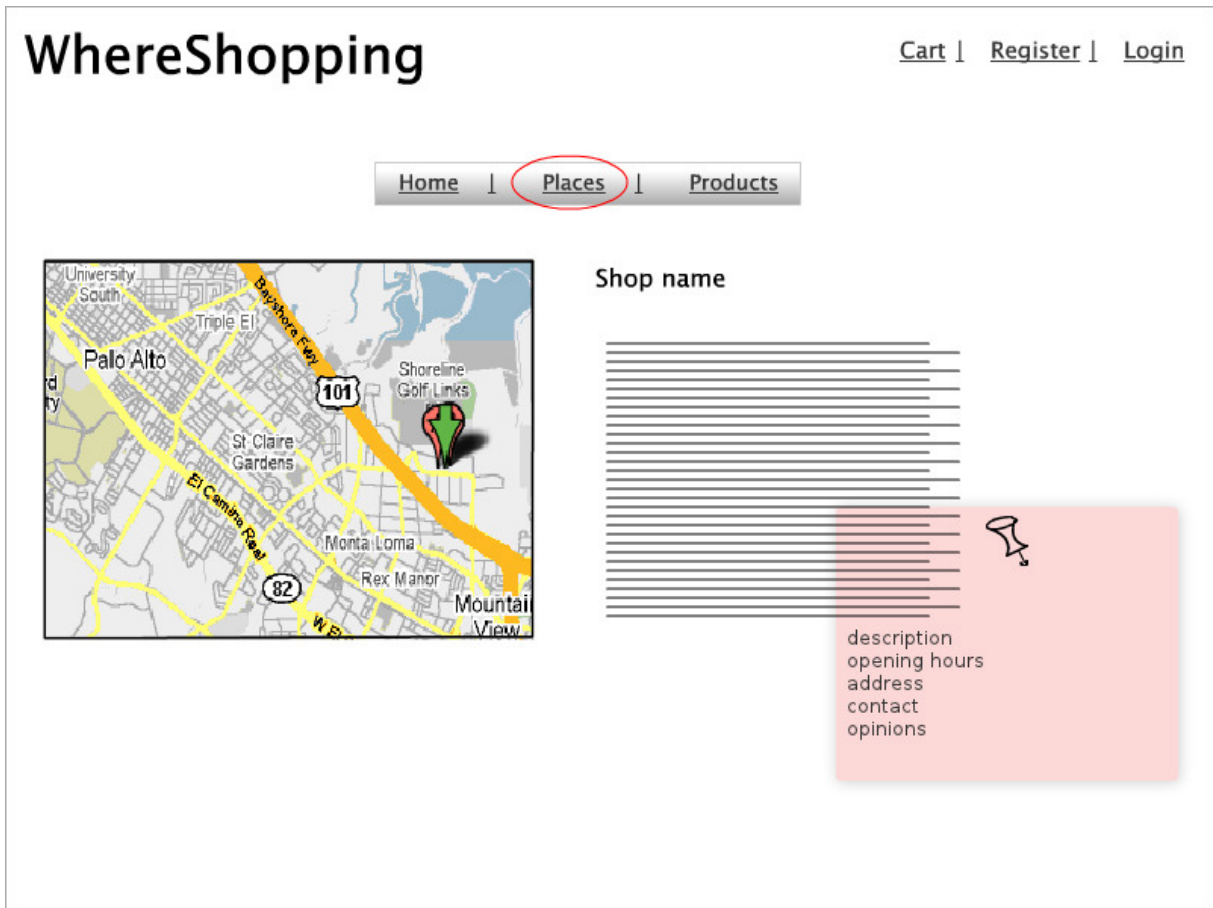 WhereShopping
Cart | Register | Login
Home | Places | Products
University
South
Triple El
Bayshore Fwy
Palo Alto
rd
ty
101
Shoreline
Golf Links
St Claire
Gardens
El Camino Real
Monta Loma
82
Rex Manor
Mountai
View
W E
Shop name
description
opening hours
address
contact
opinions